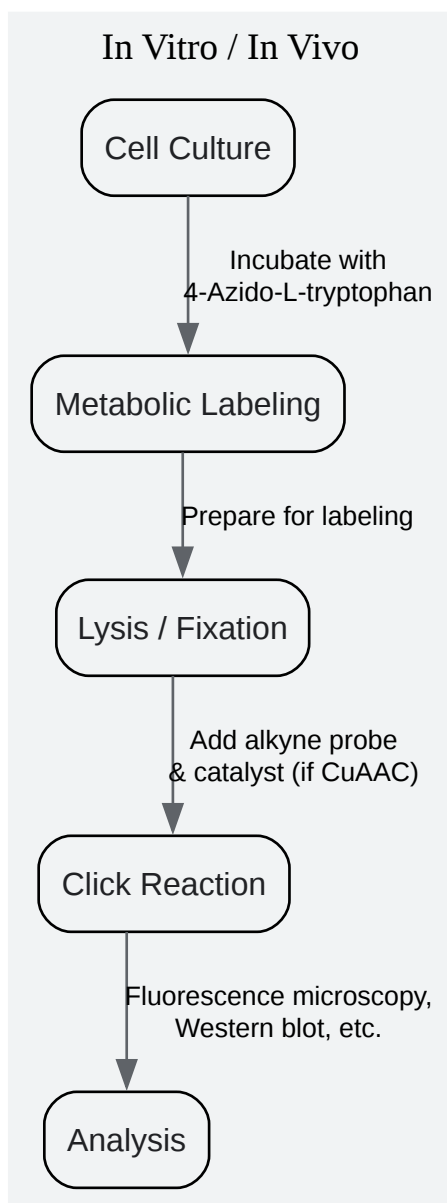 In Vitro / In Vivo
Cell Culture
Incubate with
4-Azido-L-tryptophan
Metabolic Labeling
Prepare for labeling
Lysis / Fixation
Add alkyne probe
& catalyst (if CuAAC)
Click Reaction
Fluorescence microscopy,
Western blot, etc.
Analysis